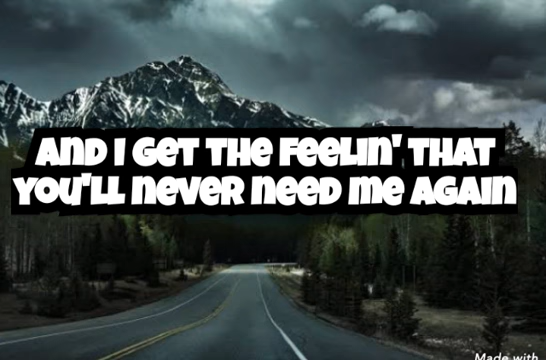 And I get the feelin' that
you'll never need me again
Made with